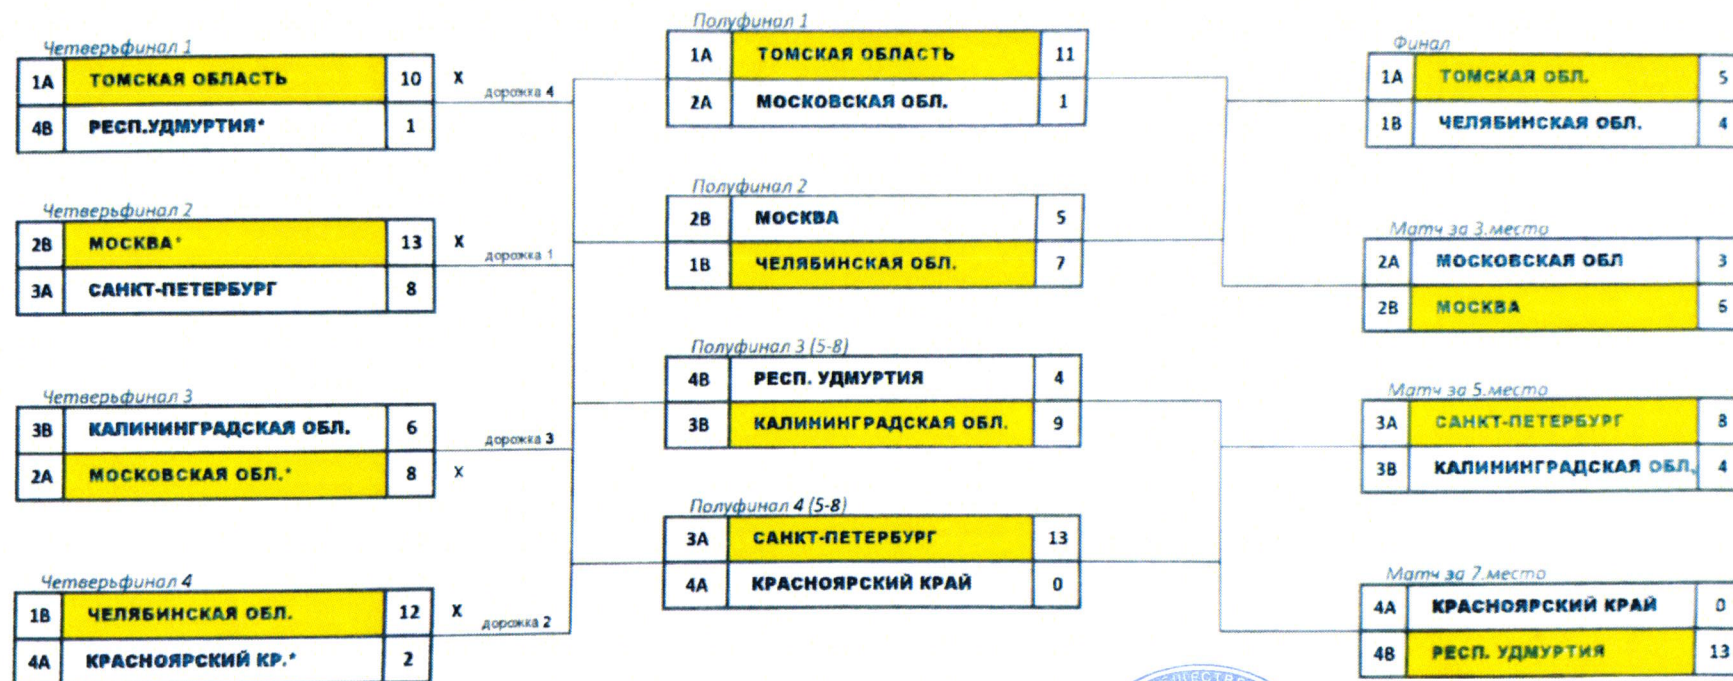 Четверьфинал 1
1А ТОМСКАЯ ОБЛАСТЬ 10 X
4В РЕСП.УДМУРТИЯ* 1
дорожка 4
Четверьфинал 2
2В МОСКВА* 13 X
3А САНКТ-ПЕТЕРБУРГ 8
дорожка 1
Четверьфинал 3
3В КАЛИНИНГРАДСКАЯ ОБЛ. 6
2А МОСКОВСКАЯ ОБЛ.* 8 X
дорожка 3
Четверьфинал 4
1В ЧЕЛЯБИНСКАЯ ОБЛ. 12 X
4А КРАСНОЯРСКИЙ КР.* 2
дорожка 2
Полуфинал 1
1А ТОМСКАЯ ОБЛАСТЬ 11
2А МОСКОВСКАЯ ОБЛ. 1
Полуфинал 2
2В МОСКВА 5
1В ЧЕЛЯБИНСКАЯ ОБЛ. 7
Полуфинал 3 (5-8)
4В РЕСП. УДМУРТИЯ 4
3В КАЛИНИНГРАДСКАЯ ОБЛ. 9
Полуфинал 4 (5-8)
3А САНКТ-ПЕТЕРБУРГ 13
4А КРАСНОЯРСКИЙ КРАЙ 0
Финал
1А ТОМСКАЯ ОБЛ. 5
1В ЧЕЛЯБИНСКАЯ ОБЛ. 4
Матч за 3.место
2А МОСКОВСКАЯ ОБЛ 3
2В МОСКВА 6
Матч за 5.место
3А САНКТ-ПЕТЕРБУРГ 8
3В КАЛИНИНГРАДСКАЯ ОБЛ. 4
Матч за 7.место
4А КРАСНОЯРСКИЙ КРАЙ 0
4В РЕСП. УДМУРТИЯ 13